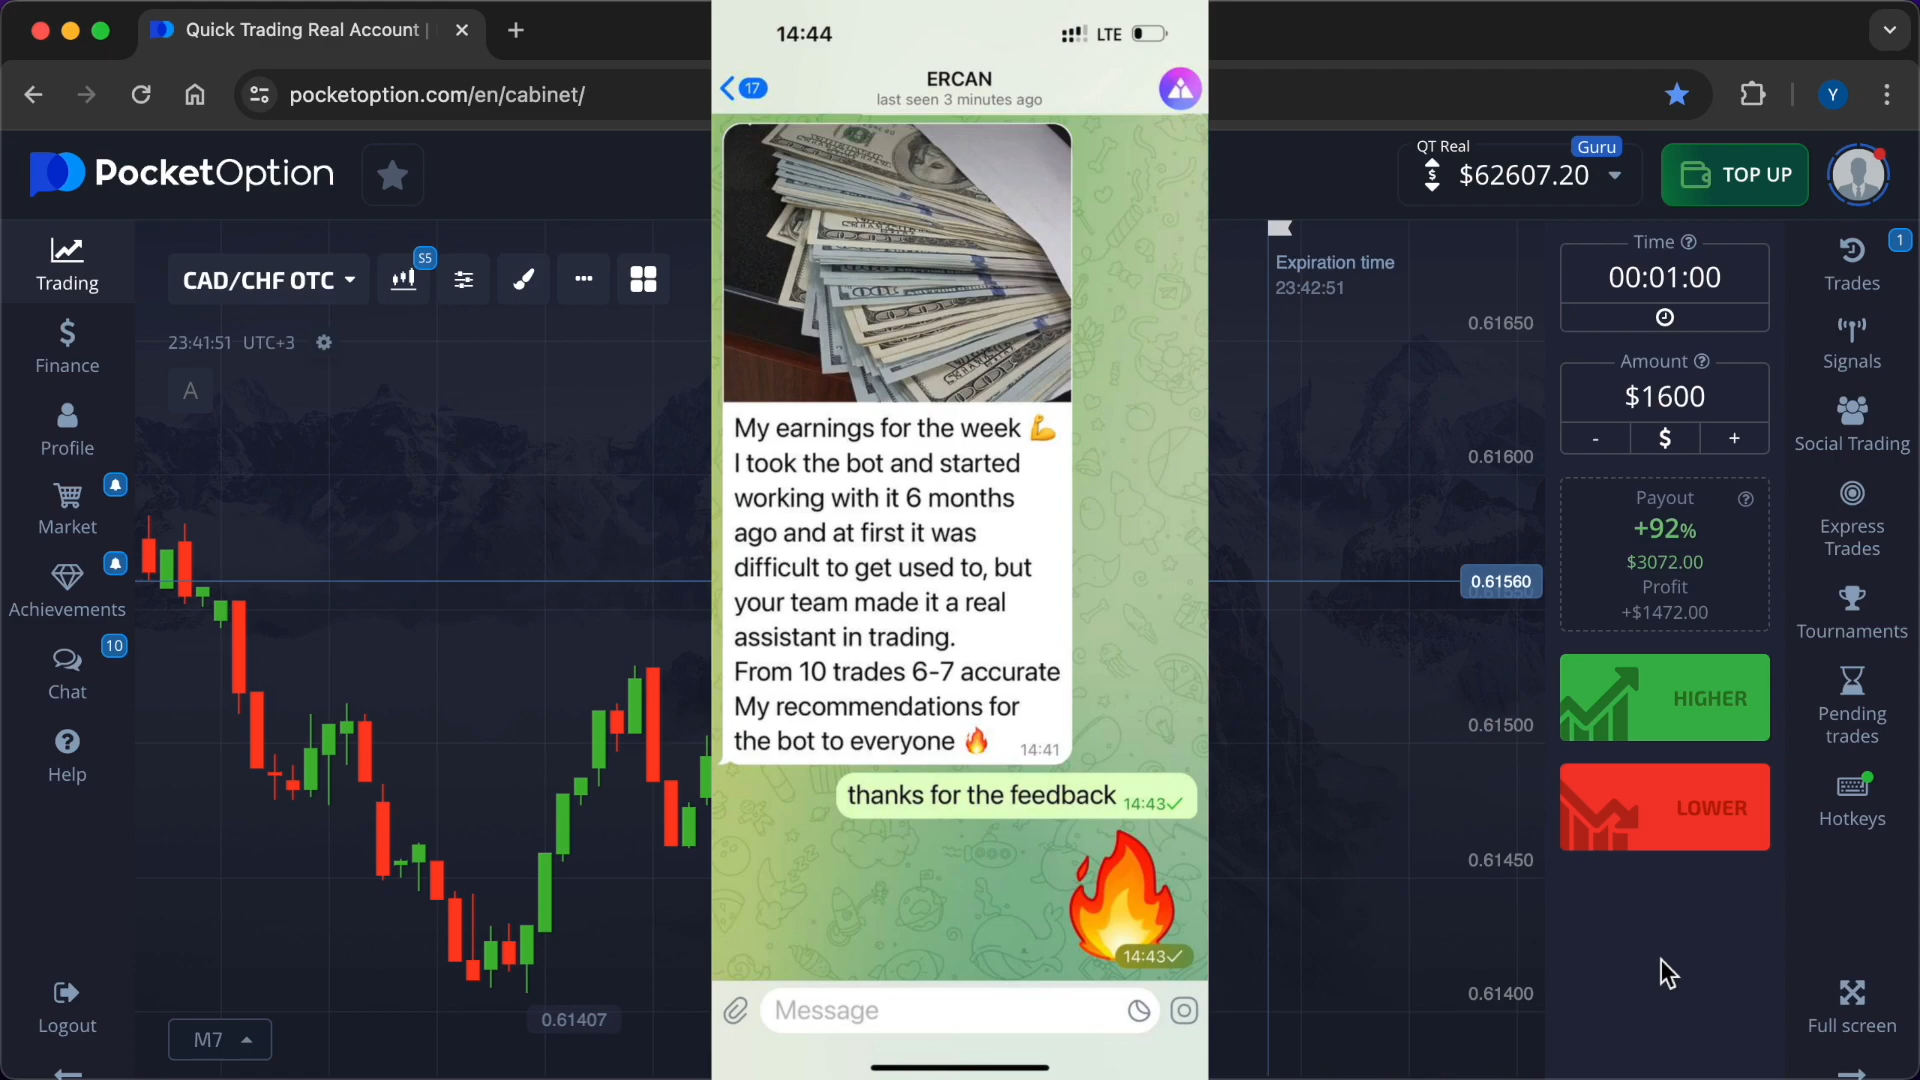 Quick Trading Real Account |
pocketoption.com/en/cabinet/
Y
PocketOption
QT Real
Guru
$62607.20
TOP UP
Trading
Finance
Profile
Market
Achievements
10
Chat
Help
Logout
CAD/CHF OTC
S5
23:41:51 UTC+3
A
0.61407
M7
14:44
LTE
17
ERCAN
last seen 3 minutes ago
My earnings for the week 💪
I took the bot and started
working with it 6 months
ago and at first it was
difficult to get used to, but
your team made it a real
assistant in trading.
From 10 trades 6-7 accurate
My recommendations for
the bot to everyone 🔥 14:41
thanks for the feedback 14:43
14:43
Message
Expiration time
23:42:51
0.61650
0.61600
0.61560
0.61500
0.61450
0.61400
Time
00:01:00
Amount
$1600
- $ +
Payout
+92%
$3072.00
Profit
+$1472.00
HIGHER
LOWER
1
Trades
Signals
Social Trading
Express
Trades
Tournaments
Pending
trades
Hotkeys
Full screen